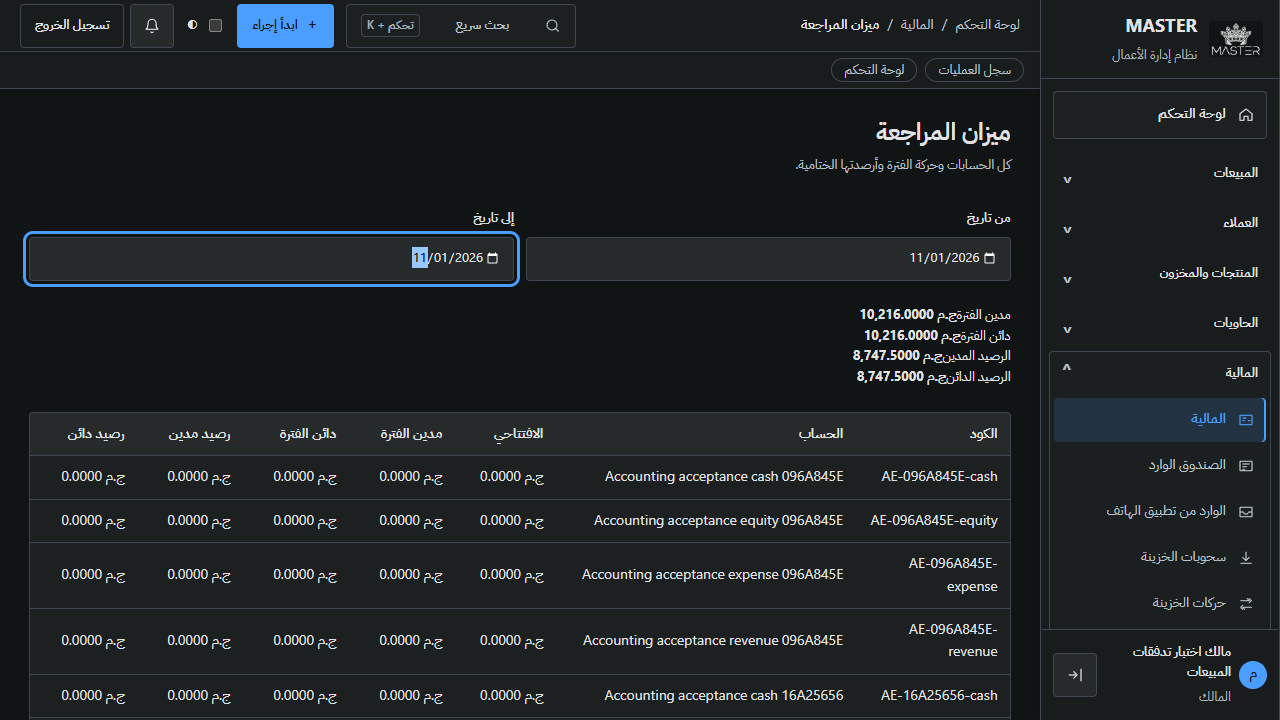 MASTER
نظام إدارة الأعمال
MASTER
لوحة التحكم / المالية / ميزان المراجعة
بحث سريع
تحكم + K
+ ابدأ إجراء
تسجيل الخروج
سجل العمليات
لوحة التحكم
لوحة التحكم
المبيعات
العملاء
المنتجات والمخزون
الحاويات
المالية
المالية
الصندوق الوارد
الوارد من تطبيق الهاتف
سحوبات الخزينة
حركات الخزينة
مالك اختبار تدفقات
المبيعات
المالك
م
ميزان المراجعة
كل الحسابات وحركة الفترة وأرصدتها الختامية.
من تاريخ
11/01/2026
إلى تاريخ
11/01/2026
مدين الفترة ج.م 10,216.0000
دائن الفترة ج.م 10,216.0000
الرصيد المدين ج.م 8,747.5000
الرصيد الدائن ج.م 8,747.5000
الكود الحساب الافتتاحي مدين الفترة دائن الفترة رصيد مدين رصيد دائن
AE-096A845E-cash Accounting acceptance cash 096A845E ج.م 0.0000 ج.م 0.0000 ج.م 0.0000 ج.م 0.0000 ج.م 0.0000
AE-096A845E-equity Accounting acceptance equity 096A845E ج.م 0.0000 ج.م 0.0000 ج.م 0.0000 ج.م 0.0000 ج.م 0.0000
AE-096A845E-
expense Accounting acceptance expense 096A845E ج.م 0.0000 ج.م 0.0000 ج.م 0.0000 ج.م 0.0000 ج.م 0.0000
AE-096A845E-
revenue Accounting acceptance revenue 096A845E ج.م 0.0000 ج.م 0.0000 ج.م 0.0000 ج.م 0.0000 ج.م 0.0000
AE-16A25656-cash Accounting acceptance cash 16A25656 ج.م 0.0000 ج.م 0.0000 ج.م 0.0000 ج.م 0.0000 ج.م 0.0000